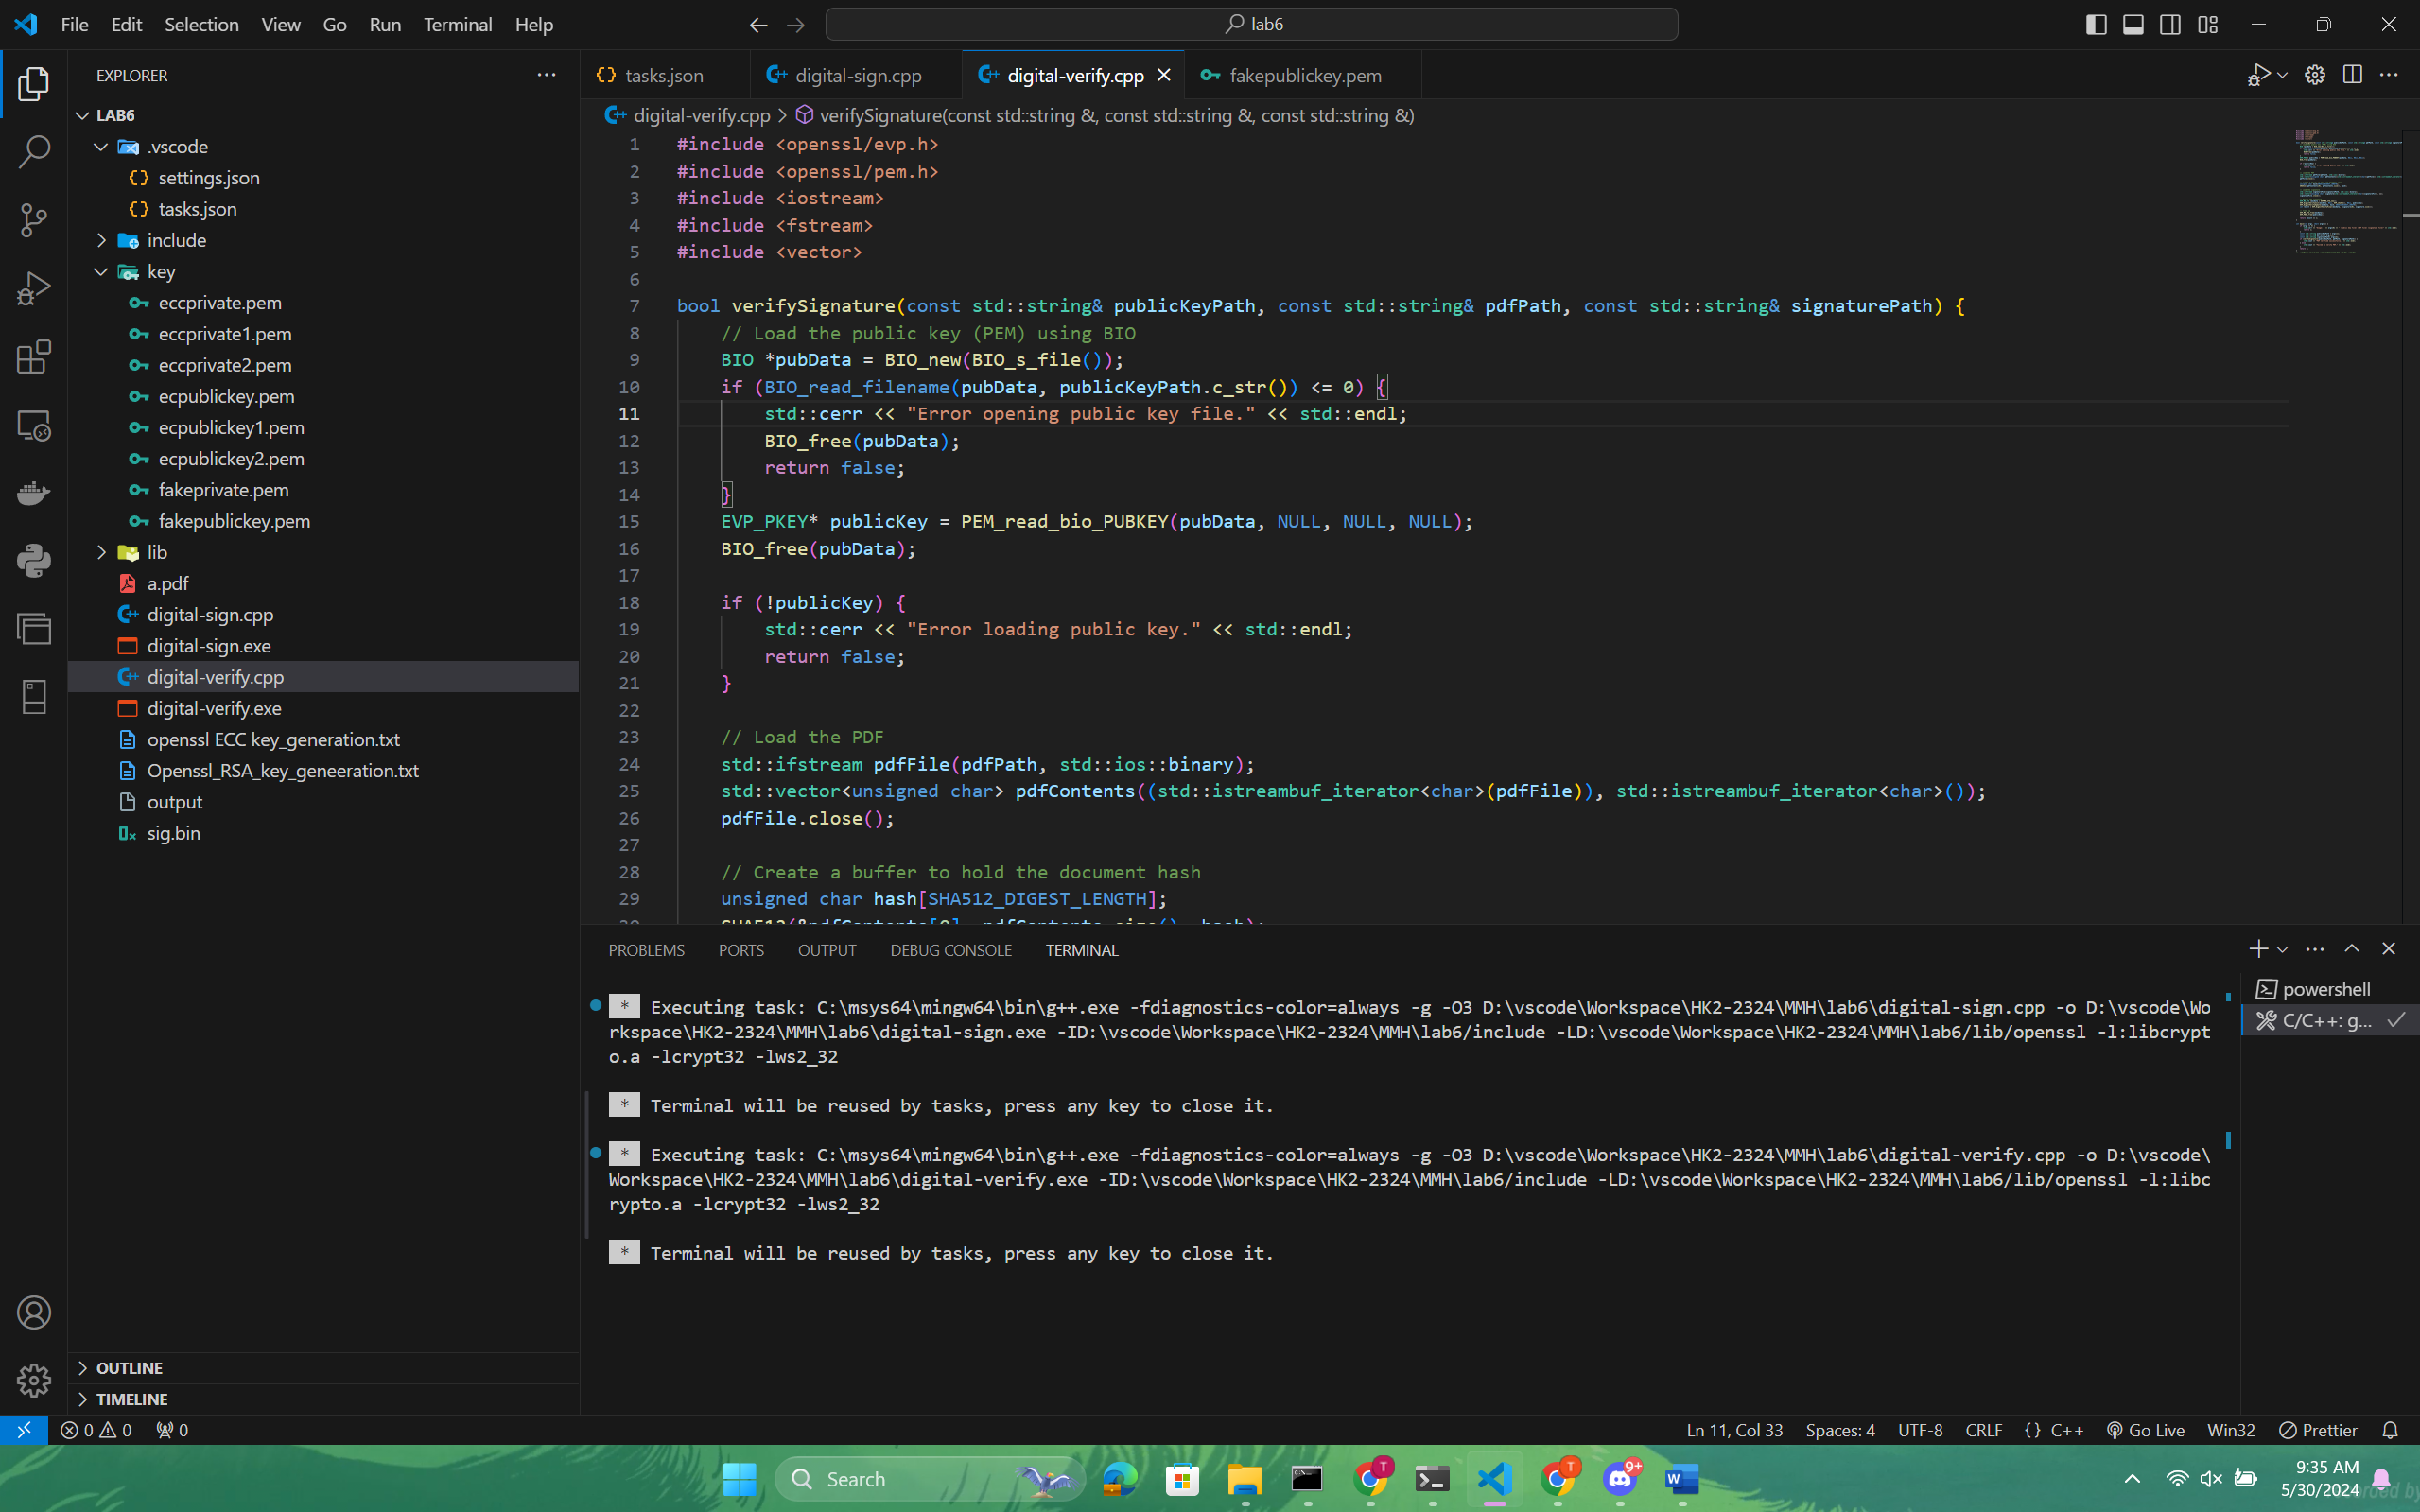 File Edit Selection View Go Run Terminal Help
lab6
EXPLORER
LAB6
.vscode
settings.json
tasks.json
include
key
eccprivate.pem
eccprivate1.pem
eccprivate2.pem
ecpublickey.pem
ecpublickey1.pem
ecpublickey2.pem
fakeprivate.pem
fakepublickey.pem
lib
a.pdf
digital-sign.cpp
digital-sign.exe
digital-verify.cpp
digital-verify.exe
openssl ECC key_generation.txt
Openssl_RSA_key_geneeration.txt
output
sig.bin
OUTLINE
TIMELINE
tasks.json digital-sign.cpp digital-verify.cpp fakepublickey.pem
digital-verify.cpp > verifySignature(const std::string &, const std::string &, const std::string &)
1 #include <openssl/evp.h>
2 #include <openssl/pem.h>
3 #include <iostream>
4 #include <fstream>
5 #include <vector>
6
7 bool verifySignature(const std::string& publicKeyPath, const std::string& pdfPath, const std::string& signaturePath) {
8 // Load the public key (PEM) using BIO
9 BIO *pubData = BIO_new(BIO_s_file());
10 if (BIO_read_filename(pubData, publicKeyPath.c_str()) <= 0) {
11 std::cerr << "Error opening public key file." << std::endl;
12 BIO_free(pubData);
13 return false;
14 }
15 EVP_PKEY* publicKey = PEM_read_bio_PUBKEY(pubData, NULL, NULL, NULL);
16 BIO_free(pubData);
17
18 if (!publicKey) {
19 std::cerr << "Error loading public key." << std::endl;
20 return false;
21 }
22
23 // Load the PDF
24 std::ifstream pdfFile(pdfPath, std::ios::binary);
25 std::vector<unsigned char> pdfContents((std::istreambuf_iterator<char>(pdfFile)), std::istreambuf_iterator<char>());
26 pdfFile.close();
27
28 // Create a buffer to hold the document hash
29 unsigned char hash[SHA512_DIGEST_LENGTH];
PROBLEMS PORTS OUTPUT DEBUG CONSOLE TERMINAL
* Executing task: C:\msys64\mingw64\bin\g++.exe -fdiagnostics-color=always -g -O3 D:\vscode\Workspace\HK2-2324\MMH\lab6\digital-sign.cpp -o D:\vscode\Wo
rkspace\HK2-2324\MMH\lab6\digital-sign.exe -ID:\vscode\Workspace\HK2-2324\MMH\lab6/include -LD:\vscode\Workspace\HK2-2324\MMH\lab6/lib/openssl -l:libcrypt
o.a -lcrypt32 -lws2_32
* Terminal will be reused by tasks, press any key to close it.
* Executing task: C:\msys64\mingw64\bin\g++.exe -fdiagnostics-color=always -g -O3 D:\vscode\Workspace\HK2-2324\MMH\lab6\digital-verify.cpp -o D:\vscode\
Workspace\HK2-2324\MMH\lab6\digital-verify.exe -ID:\vscode\Workspace\HK2-2324\MMH\lab6/include -LD:\vscode\Workspace\HK2-2324\MMH\lab6/lib/openssl -l:libc
rypto.a -lcrypt32 -lws2_32
* Terminal will be reused by tasks, press any key to close it.
powershell
C/C++: g...
0 0 0
Ln 11, Col 33 Spaces: 4 UTF-8 CRLF {} C++ Go Live Win32 Prettier
Search
T
T
9+
9:35 AM
5/30/2024